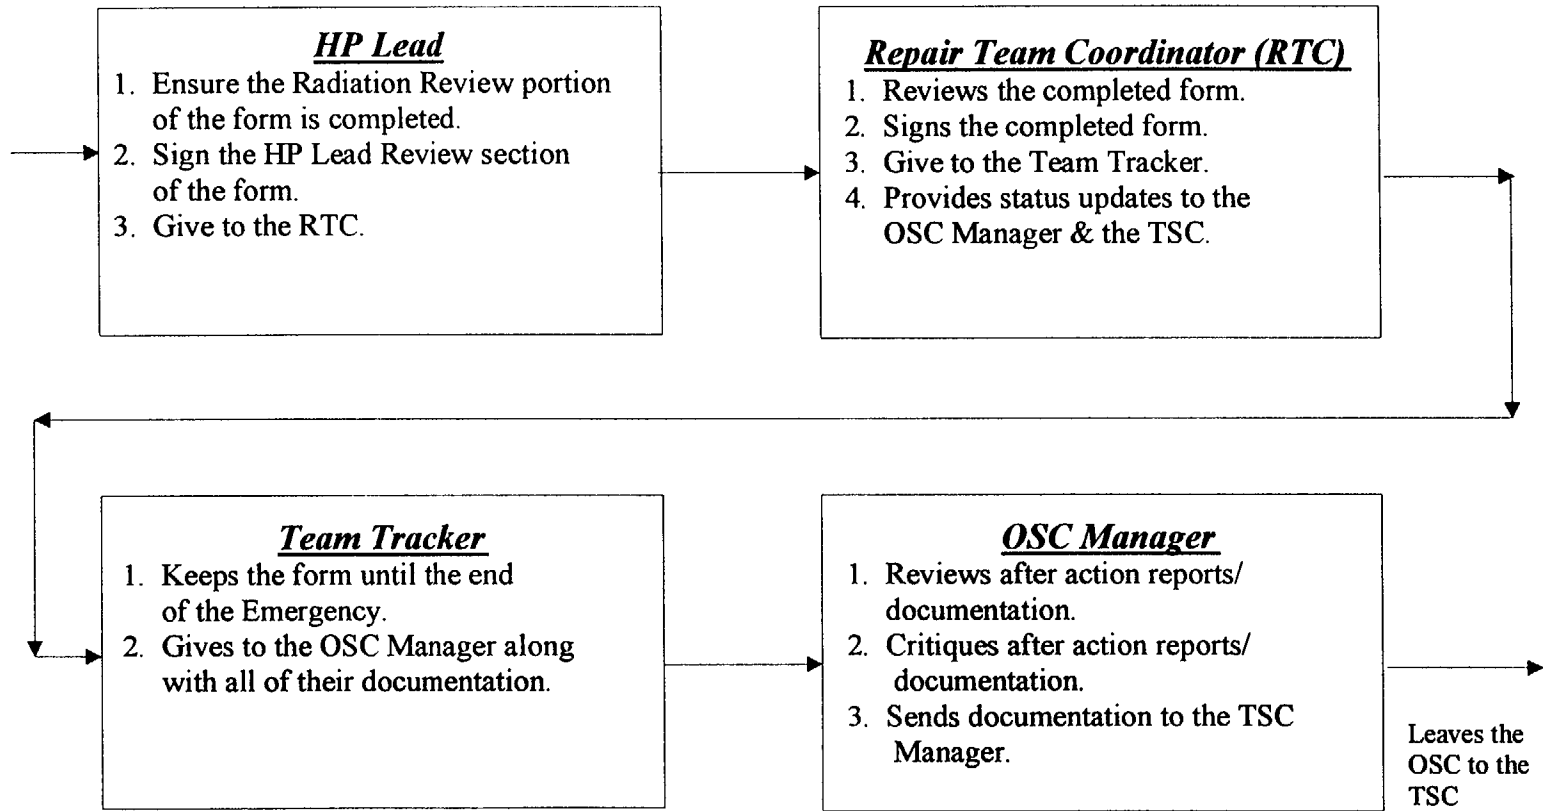 HP Lead
1. Ensure the Radiation Review portion
of the form is completed.
2. Sign the HP Lead Review section
of the form.
3. Give to the RTC.
Repair Team Coordinator (RTC)
1. Reviews the completed form.
2. Signs the completed form.
3. Give to the Team Tracker.
4. Provides status updates to the
OSC Manager & the TSC.
Team Tracker
1. Keeps the form until the end
of the Emergency.
2. Gives to the OSC Manager along
with all of their documentation.
OSC Manager
1. Reviews after action reports/
documentation.
2. Critiques after action reports/
documentation.
3. Sends documentation to the TSC
Manager.
Leaves the
OSC to the
TSC